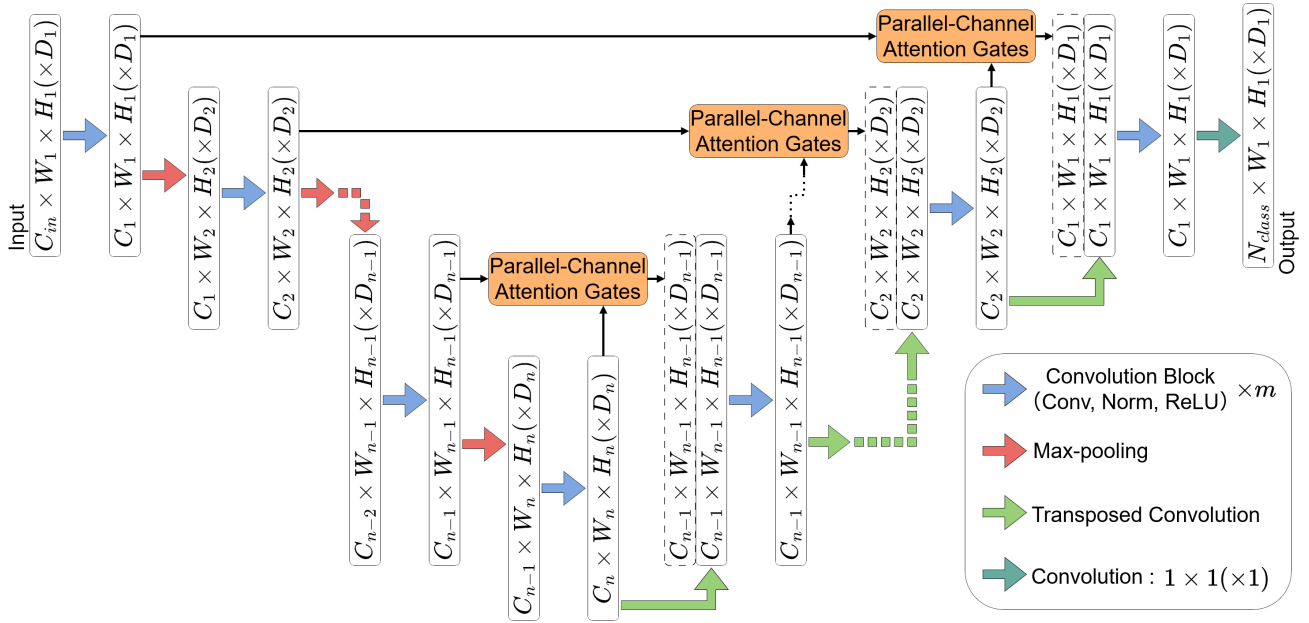 Input
C_{in} × W_1 × H_1(×D_1)
C_1 × W_1 × H_1(×D_1)
C_1 × W_2 × H_2(×D_2)
C_2 × W_2 × H_2(×D_2)
C_{n−2} × W_{n−1} × H_{n−1}(×D_{n−1})
C_{n−1} × W_{n−1} × H_{n−1}(×D_{n−1})
C_{n−1} × W_n × H_n(×D_n)
C_n × W_n × H_n(×D_n)
Parallel-Channel
Attention Gates
C_{n−1} × W_{n−1} × H_{n−1}(×D_{n−1})
C_{n−1} × W_{n−1} × H_{n−1}(×D_{n−1})
C_{n−1} × W_{n−1} × H_{n−1}(×D_{n−1})
Parallel-Channel
Attention Gates
C_2 × W_2 × H_2(×D_2)
C_2 × W_2 × H_2(×D_2)
C_2 × W_2 × H_2(×D_2)
Parallel-Channel
Attention Gates
C_1 × W_1 × H_1(×D_1)
C_1 × W_1 × H_1(×D_1)
C_1 × W_1 × H_1(×D_1)
N_{class} × W_1 × H_1(×D_1)
Output
Convolution Block
(Conv, Norm, ReLU) ×m
Max-pooling
Transposed Convolution
Convolution : 1 × 1(×1)